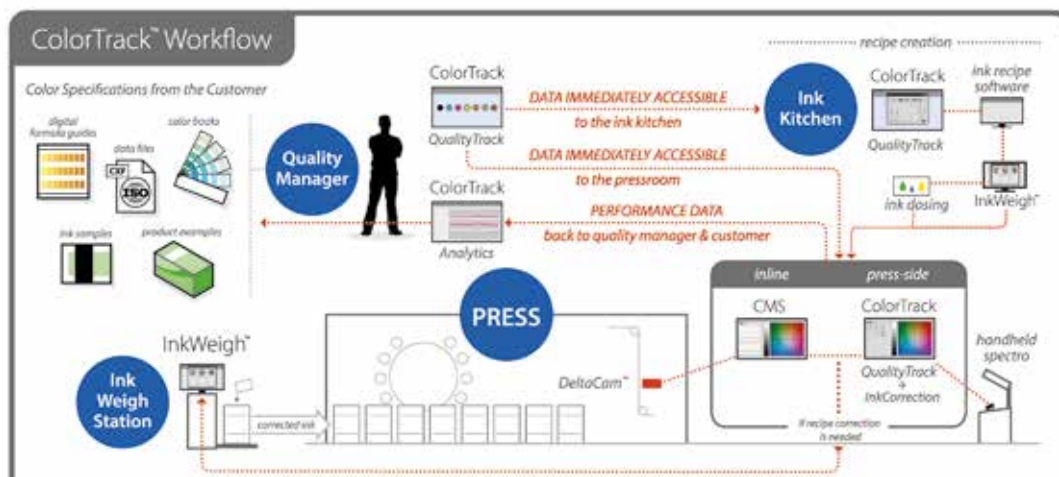 ColorTrack™ Workflow
Color Specifications from the Customer
digital
formula guides
data files
color books
CXF
ISO
ink samples
product examples
Quality
Manager
ColorTrack
QualityTrack
DATA IMMEDIATELY ACCESSIBLE
to the ink kitchen
DATA IMMEDIATELY ACCESSIBLE
to the pressroom
ColorTrack
Analytics
PERFORMANCE DATA
back to quality manager & customer
recipe creation
Ink
Kitchen
ColorTrack
QualityTrack
ink recipe
software
ink dosing
InkWeigh™
inline
press-side
CMS
ColorTrack
QualityTrack
+
InkCorrection
handheld
spectro
If recipe correction
is needed
PRESS
DeltaCam™
InkWeigh™
Ink
Weigh
Station
corrected ink